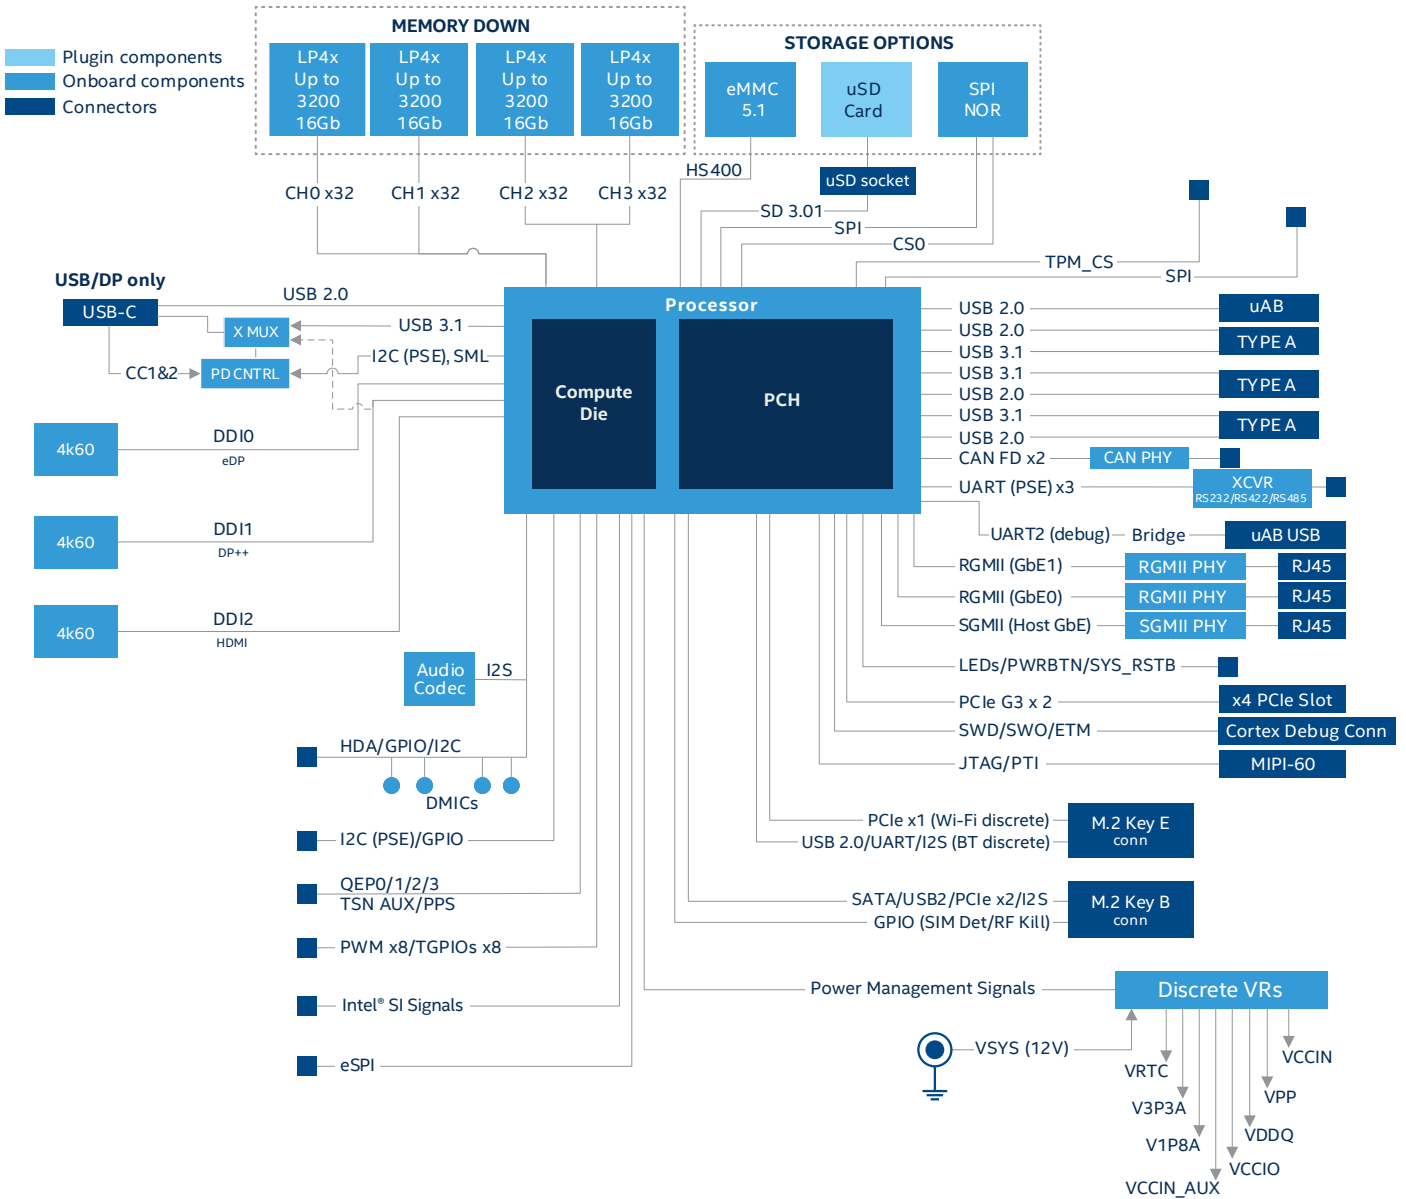 Plugin components
Onboard components
Connectors
MEMORY DOWN
LP4x
Up to
3200
16Gb
LP4x
Up to
3200
16Gb
LP4x
Up to
3200
16Gb
LP4x
Up to
3200
16Gb
CH0 x32
CH1 x32
CH2 x32
CH3 x32
STORAGE OPTIONS
eMMC
5.1
uSD
Card
SPI
NOR
HS400
uSD socket
SD 3.01
SPI
CS0
TPM_CS
SPI
USB/DP only
USB-C
USB 2.0
X MUX
USB 3.1
I2C (PSE), SML
CC1&2
PD CNTRL
4k60
DDI0
eDP
4k60
DDI1
DP++
4k60
DDI2
HDMI
Processor
Compute
Die
PCH
USB 2.0
uAB
USB 2.0
TYPE A
USB 3.1
USB 3.1
TYPE A
USB 2.0
USB 3.1
TYPE A
USB 2.0
CAN FD x2
CAN PHY
UART (PSE) x3
XCVR
RS232/RS422/RS485
UART2 (debug)
Bridge
uAB USB
RGMII (GbE1)
RGMII PHY
RJ45
RGMII (GbE0)
RGMII PHY
RJ45
SGMII (Host GbE)
SGMII PHY
RJ45
LEDs/PWRBTN/SYS_RSTB
PCIe G3 x 2
x4 PCIe Slot
SWD/SWO/ETM
Cortex Debug Conn
JTAG/PTI
MIPI-60
Audio
Codec
I2S
HDA/GPIO/I2C
DMICs
I2C (PSE)/GPIO
QEP0/1/2/3
TSN AUX/PPS
PWM x8/TGPIOs x8
Intel® SI Signals
eSPI
PCIe x1 (Wi-Fi discrete)
USB 2.0/UART/I2S (BT discrete)
M.2 Key E
conn
SATA/USB2/PCIe x2/I2S
GPIO (SIM Det/RF Kill)
M.2 Key B
conn
Power Management Signals
Discrete VRs
VSYS (12V)
VRTC
V3P3A
V1P8A
VCCIN_AUX
VCCIO
VDDQ
VPP
VCCIN